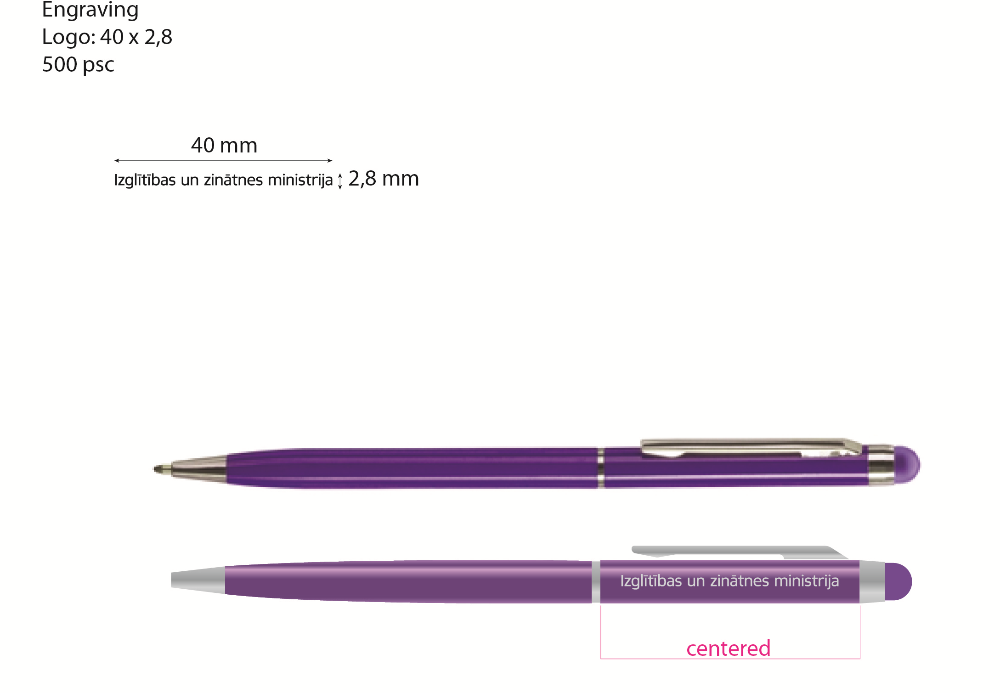 Engraving
Logo: 40 x 2,8
500 psc
40 mm
Izglītības un zinātnes ministrija
2,8 mm
Izglītības un zinātnes ministrija
centered